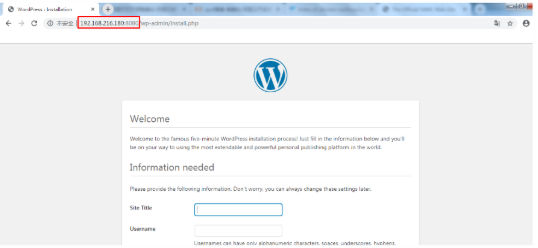 WordPress › Installation
不安全 | 192.168.216.189:8080/wp-admin/install.php
Welcome
Welcome to the famous five-minute WordPress installation process! Just fill in the information below and you'll
be on your way to using the most extendable and powerful personal publishing platform in the world.
Information needed
Please provide the following information. Don't worry, you can always change these settings later.
Site Title
Username
Usernames can have only alphanumeric characters, spaces, underscores, hyphens,